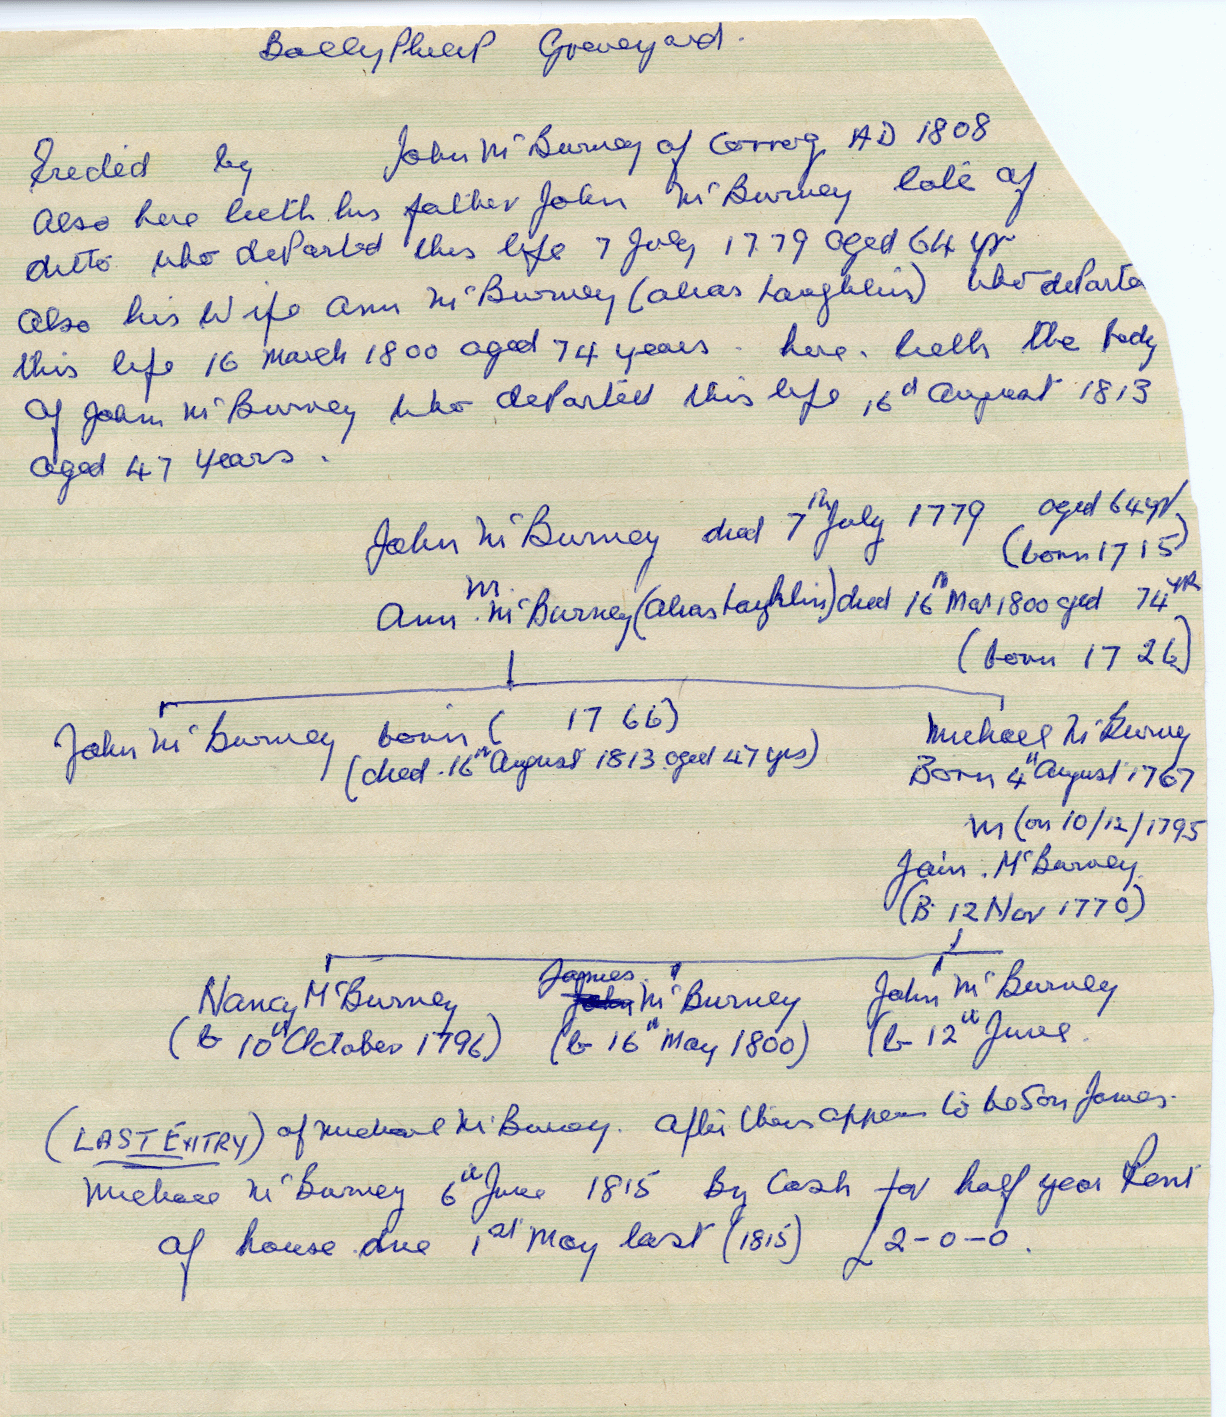 BallyPhilip Graveyard.
Erected by John McBurney of Correog AD 1808
Also here lieth his father John McBurney late of
ditto who departed this life 7 July 1779 aged 64 yr
Also his Wife Ann McBurney (alias Laughlin) who departe
this life 16 March 1800 aged 74 years. here. lieth the body
of John McBurney who departed this life 16th August 1813
aged 47 years.
John McBurney died 7th July 1779 aged 64yr
(born 1715)
M
Ann. McBurney (alias Laughlin) died 16th Mar 1800 aged 74 yr
(born 1726)
John McBurney born ( 1766)
(died. 16th August 1813 aged 47 yrs)
Michael McBurney
Born 4th August 1767
m (on 10/12/1795
Jain. McBurney
(B. 12 Nov 1770)
Nancy McBurney James John McBurney John McBurney
(b 10th October 1796) (b 16th May 1800) (b 12th June.
(LAST ENTRY) of Michael McBurney. After this appears to be Son James.
Michael McBurney 6th June 1815 By Cash for half year Rent
of house due 1st May last (1815) £2-0-0.